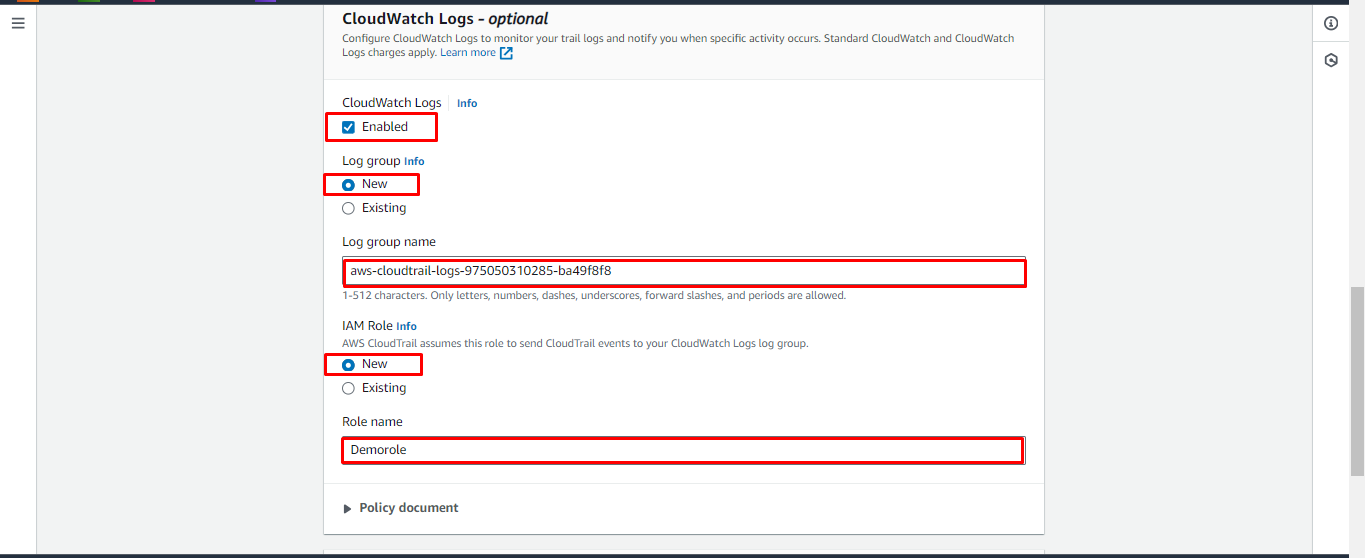 CloudWatch Logs - optional
Configure CloudWatch Logs to monitor your trail logs and notify you when specific activity occurs. Standard CloudWatch and CloudWatch
Logs charges apply. Learn more
CloudWatch Logs Info
Enabled
Log group Info
New
Existing
Log group name
aws-cloudtrail-logs-975050310285-ba49f8f8
1-512 characters. Only letters, numbers, dashes, underscores, forward slashes, and periods are allowed.
IAM Role Info
AWS CloudTrail assumes this role to send CloudTrail events to your CloudWatch Logs log group.
New
Existing
Role name
Demorole
Policy document